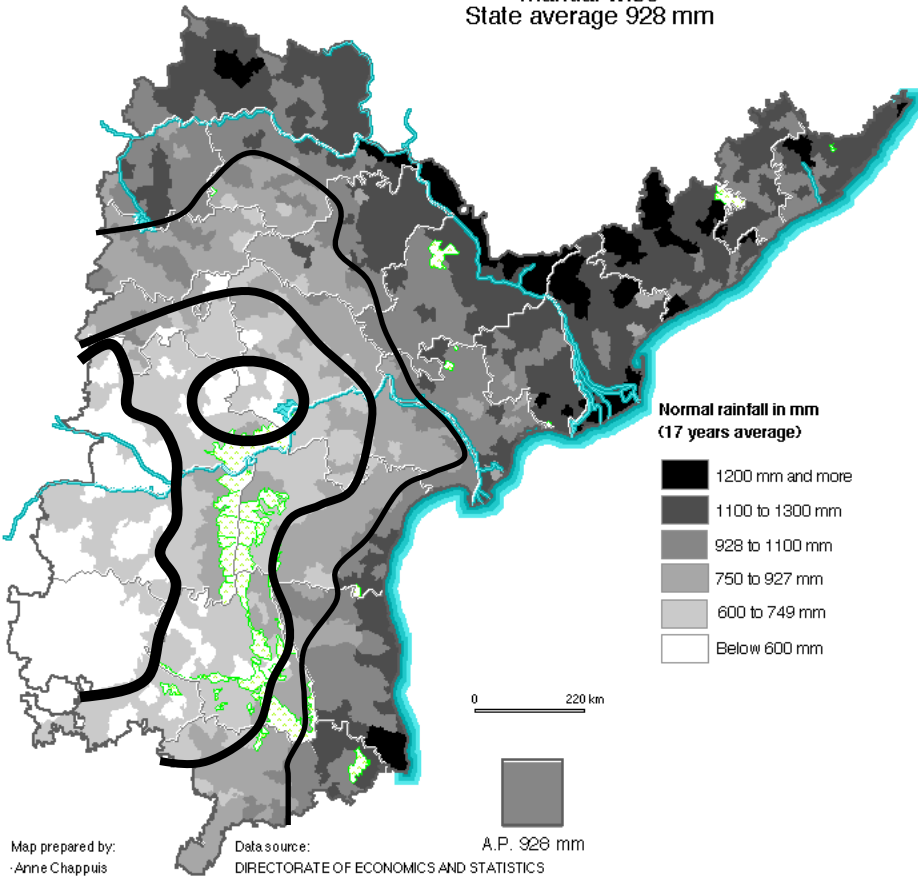 State average 928 mm
Normal rainfall in mm
(17 years average)
1200 mm and more
1100 to 1300 mm
928 to 1100 mm
750 to 927 mm
600 to 749 mm
Below 600 mm
0 220 km
A.P. 928 mm
Map prepared by:
Anne Chappuis
Data source:
DIRECTORATE OF ECONOMICS AND STATISTICS